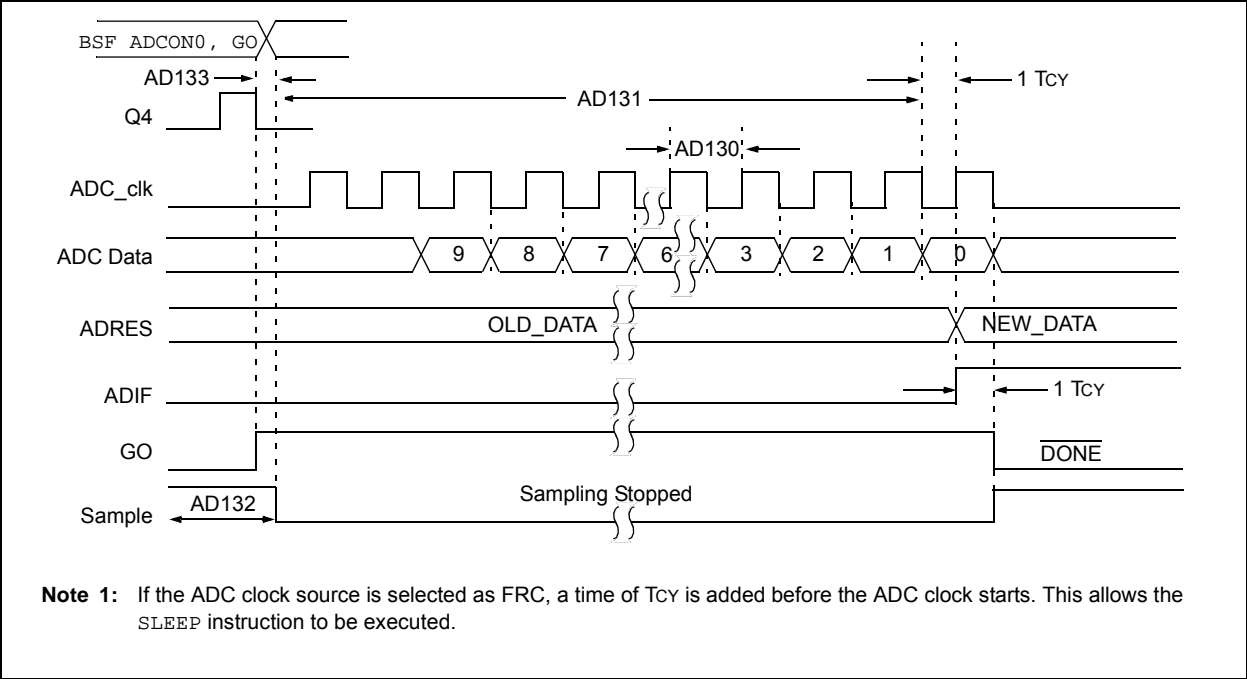 BSF ADCON0, GO
AD133
1 TCY
AD131
Q4
AD130
ADC_clk
ADC Data
9 8 7 6 3 2 1 0
OLD_DATA
NEW_DATA
ADRES
ADIF
1 TCY
GO
DONE
Sampling Stopped
AD132
Sample
Note 1: If the ADC clock source is selected as FRC, a time of TCY is added before the ADC clock starts. This allows the
SLEEP instruction to be executed.